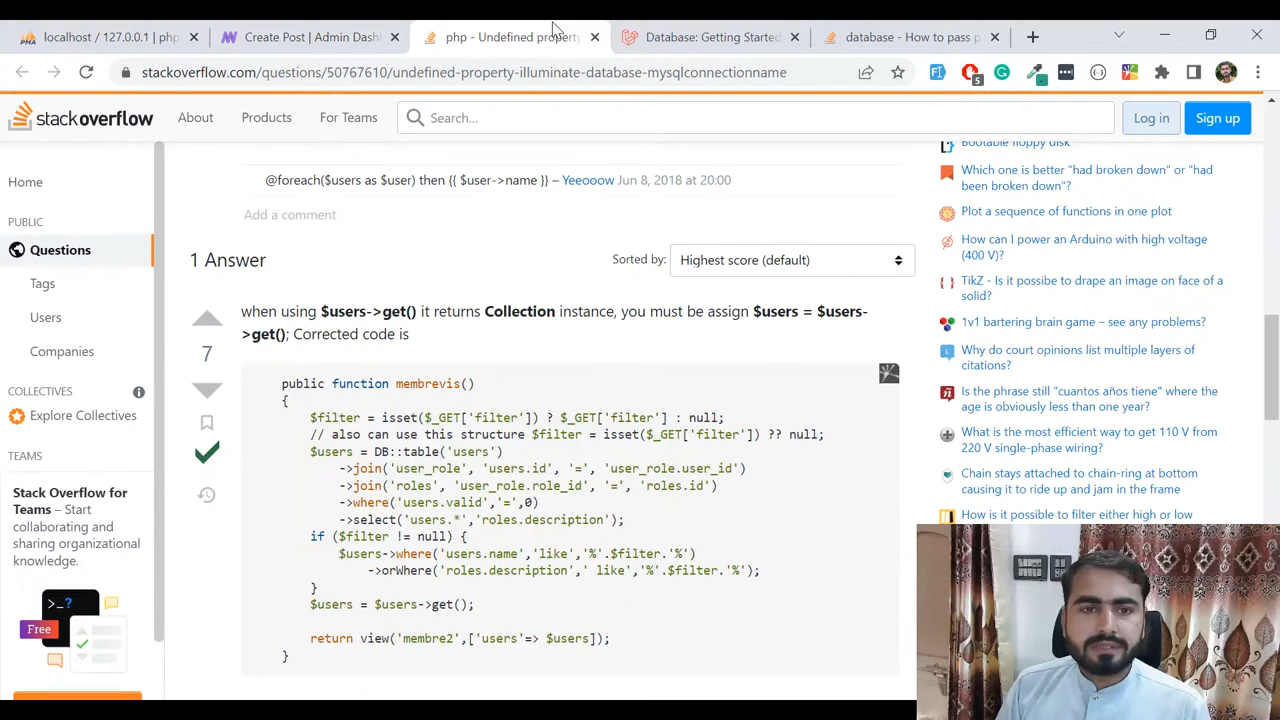 localhost / 127.0.0.1 | ph
Create Post | Admin Dash
php - Undefined property
Database: Getting Started
database - How to pass p
stackoverflow.com/questions/50767610/undefined-property-illuminate-database-mysqlconnectionname
stackoverflow
About
Products
For Teams
Search...
Log in
Sign up
Home
PUBLIC
Questions
Tags
Users
Companies
COLLECTIVES
Explore Collectives
TEAMS
Stack Overflow for
Teams – Start
collaborating and
sharing organizational
knowledge.
>_?
Free
@foreach($users as $user) then {{ $user->name }} – Yeeooow Jun 8, 2018 at 20:00
Add a comment
1 Answer
Sorted by:
Highest score (default)
7
when using $users->get() it returns Collection instance, you must be assign $users = $users-
>get(); Corrected code is
public function membrevis()
{
$filter = isset($_GET['filter']) ? $_GET['filter'] : null;
// also can use this structure $filter = isset($_GET['filter']) ?? null;
$users = DB::table('users')
->join('user_role', 'users.id', '=', 'user_role.user_id')
->join('roles', 'user_role.role_id', '=', 'roles.id')
->where('users.valid','=',0)
->select('users.*','roles.description');
if ($filter != null) {
$users->where('users.name','like','%'.$filter.'%')
->orWhere('roles.description',' like','%'.$filter.'%');
}
$users = $users->get();
return view('membre2',['users'=> $users]);
}
Bootable floppy disk
Which one is better "had broken down" or "had
been broken down"?
Plot a sequence of functions in one plot
How can I power an Arduino with high voltage
(400 V)?
TikZ - Is it possibe to drape an image on face of a
solid?
1v1 bartering brain game – see any problems?
Why do court opinions list multiple layers of
citations?
Is the phrase still "cuantos años tiene" where the
age is obviously less than one year?
What is the most efficient way to get 110 V from
220 V single-phase wiring?
Chain stays attached to chain-ring at bottom
causing it to ride up and jam in the frame
How is it possible to filter either high or low